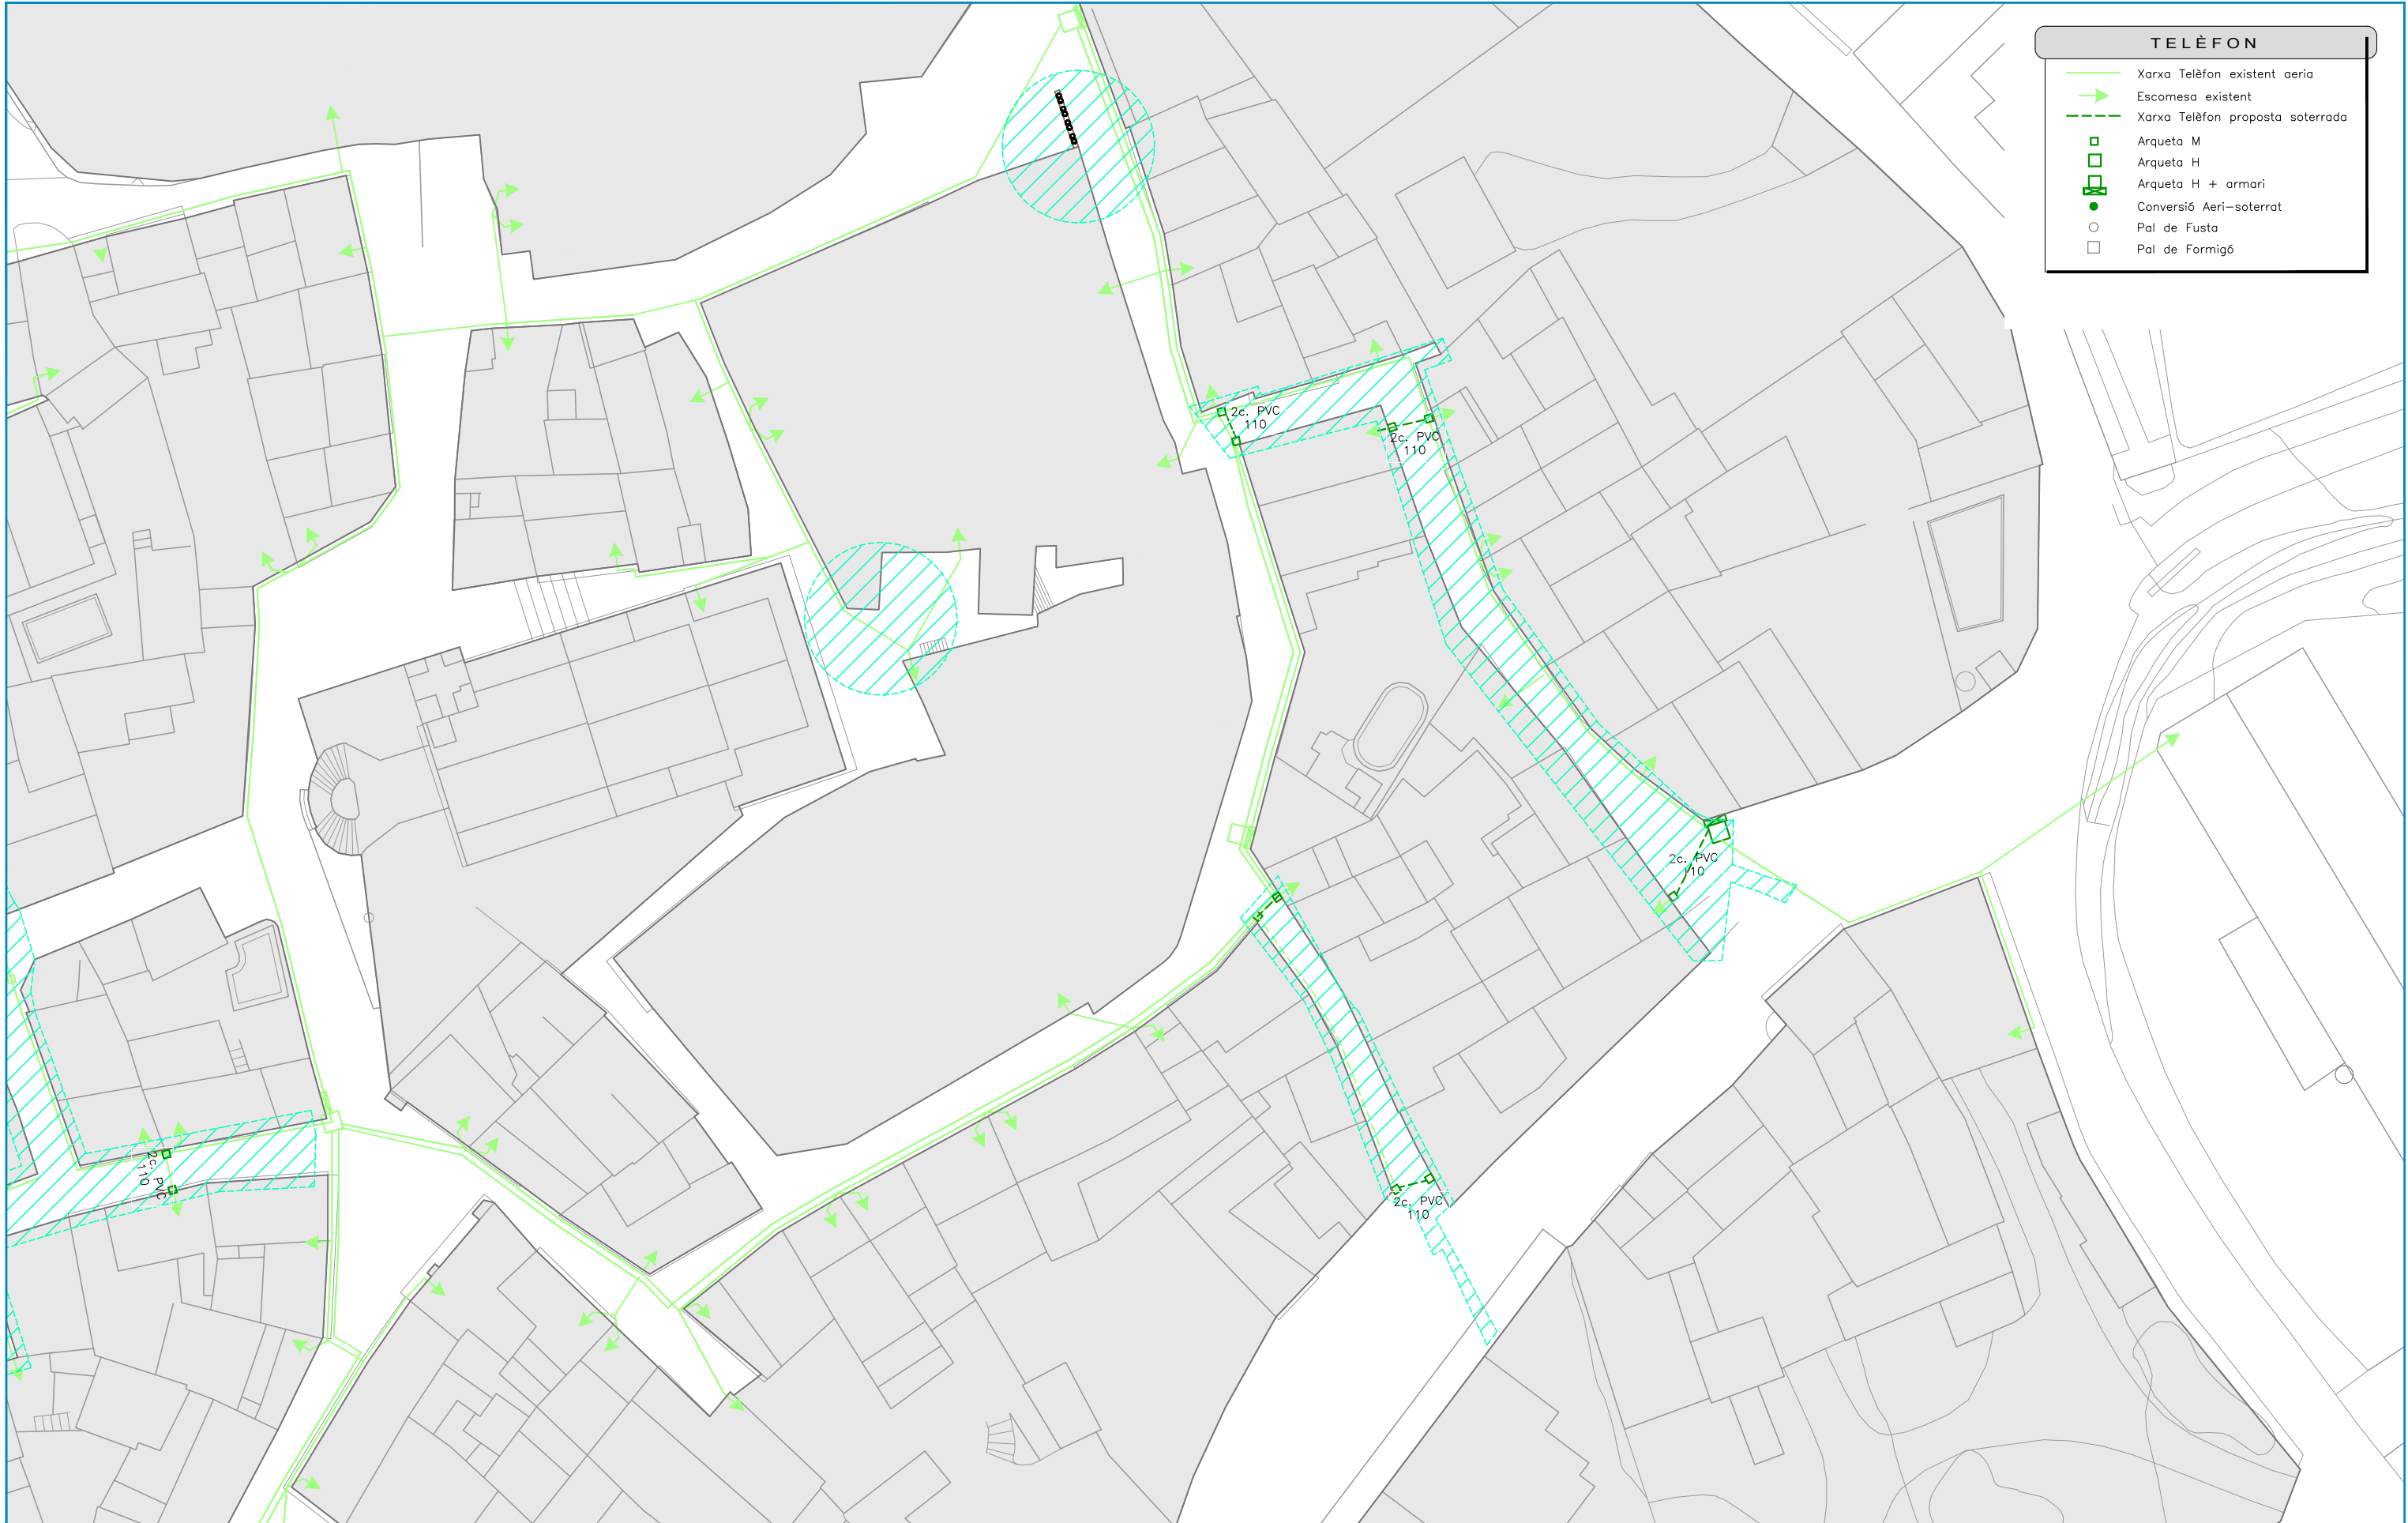 TELÈFON
Xarxa Telèfon existent aeria
Escomesa existent
Xarxa Telèfon proposta soterrada
Arqueta M
Arqueta H
Arqueta H + armari
Conversió Aeri-soterrat
Pal de Fusta
Pal de Formigó
2c. PVC
110
2c. PVC
110
2c. PVC
110
2c. PVC
110
2c. PVC
110